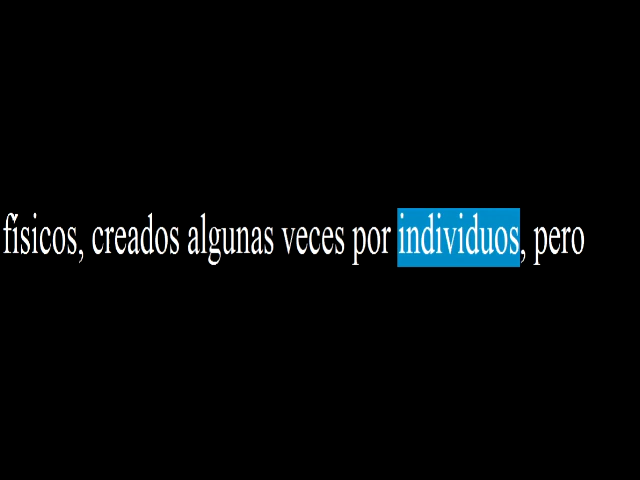 físicos, creados algunas veces por individuos, pero